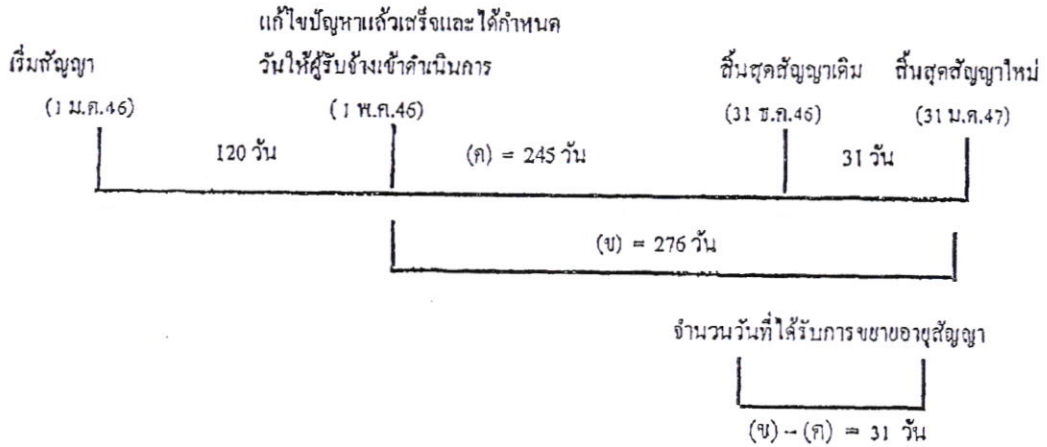 แก้ไขปัญหาแล้วเสร็จและได้กำหนด
เริ่มสัญญา วันให้ผู้รับจ้างเข้าดำเนินการ สิ้นสุดสัญญาเดิม สิ้นสุดสัญญาใหม่
(1 ม.ค.46) (1 พ.ค.46) (31 ธ.ค.46) (31 ม.ค.47)
120 วัน (ค) = 245 วัน 31 วัน
(ข) = 276 วัน
จำนวนวันที่ได้รับการขยายอายุสัญญา
(ข) – (ค) = 31 วัน